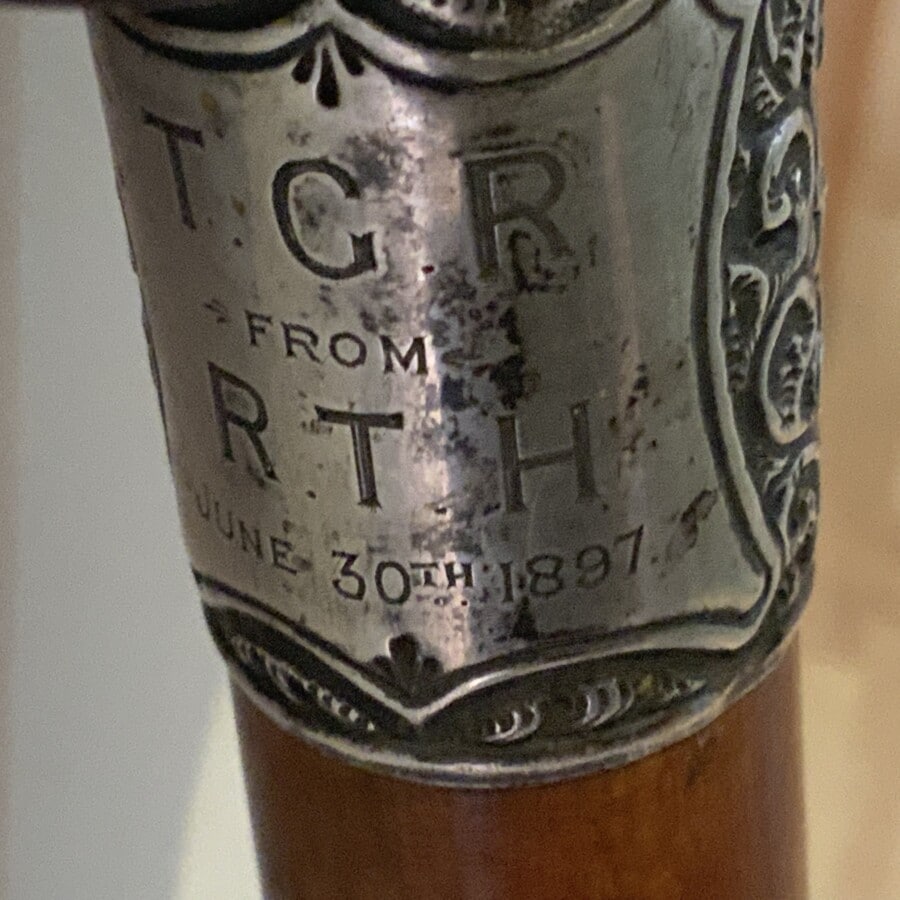 T. G. R
FROM
R. T. H
JUNE 30TH 1897.